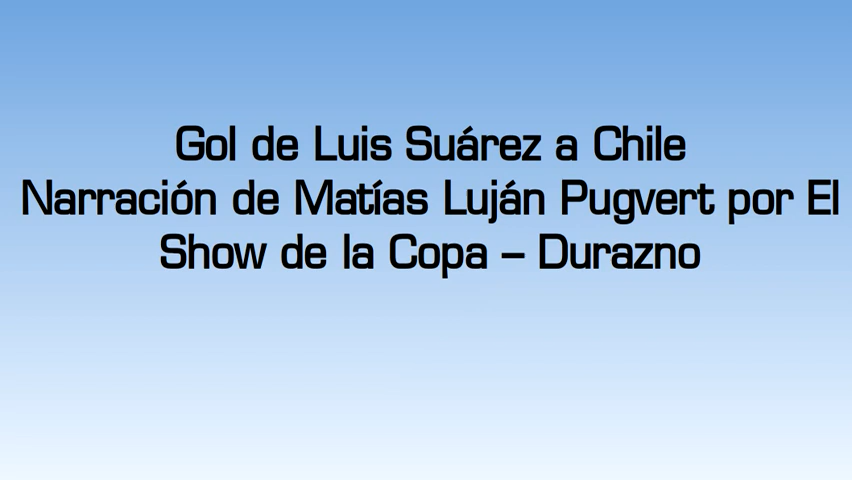 Gol de Luis Suárez a Chile
Narración de Matías Luján Pugvert por El
Show de la Copa – Durazno